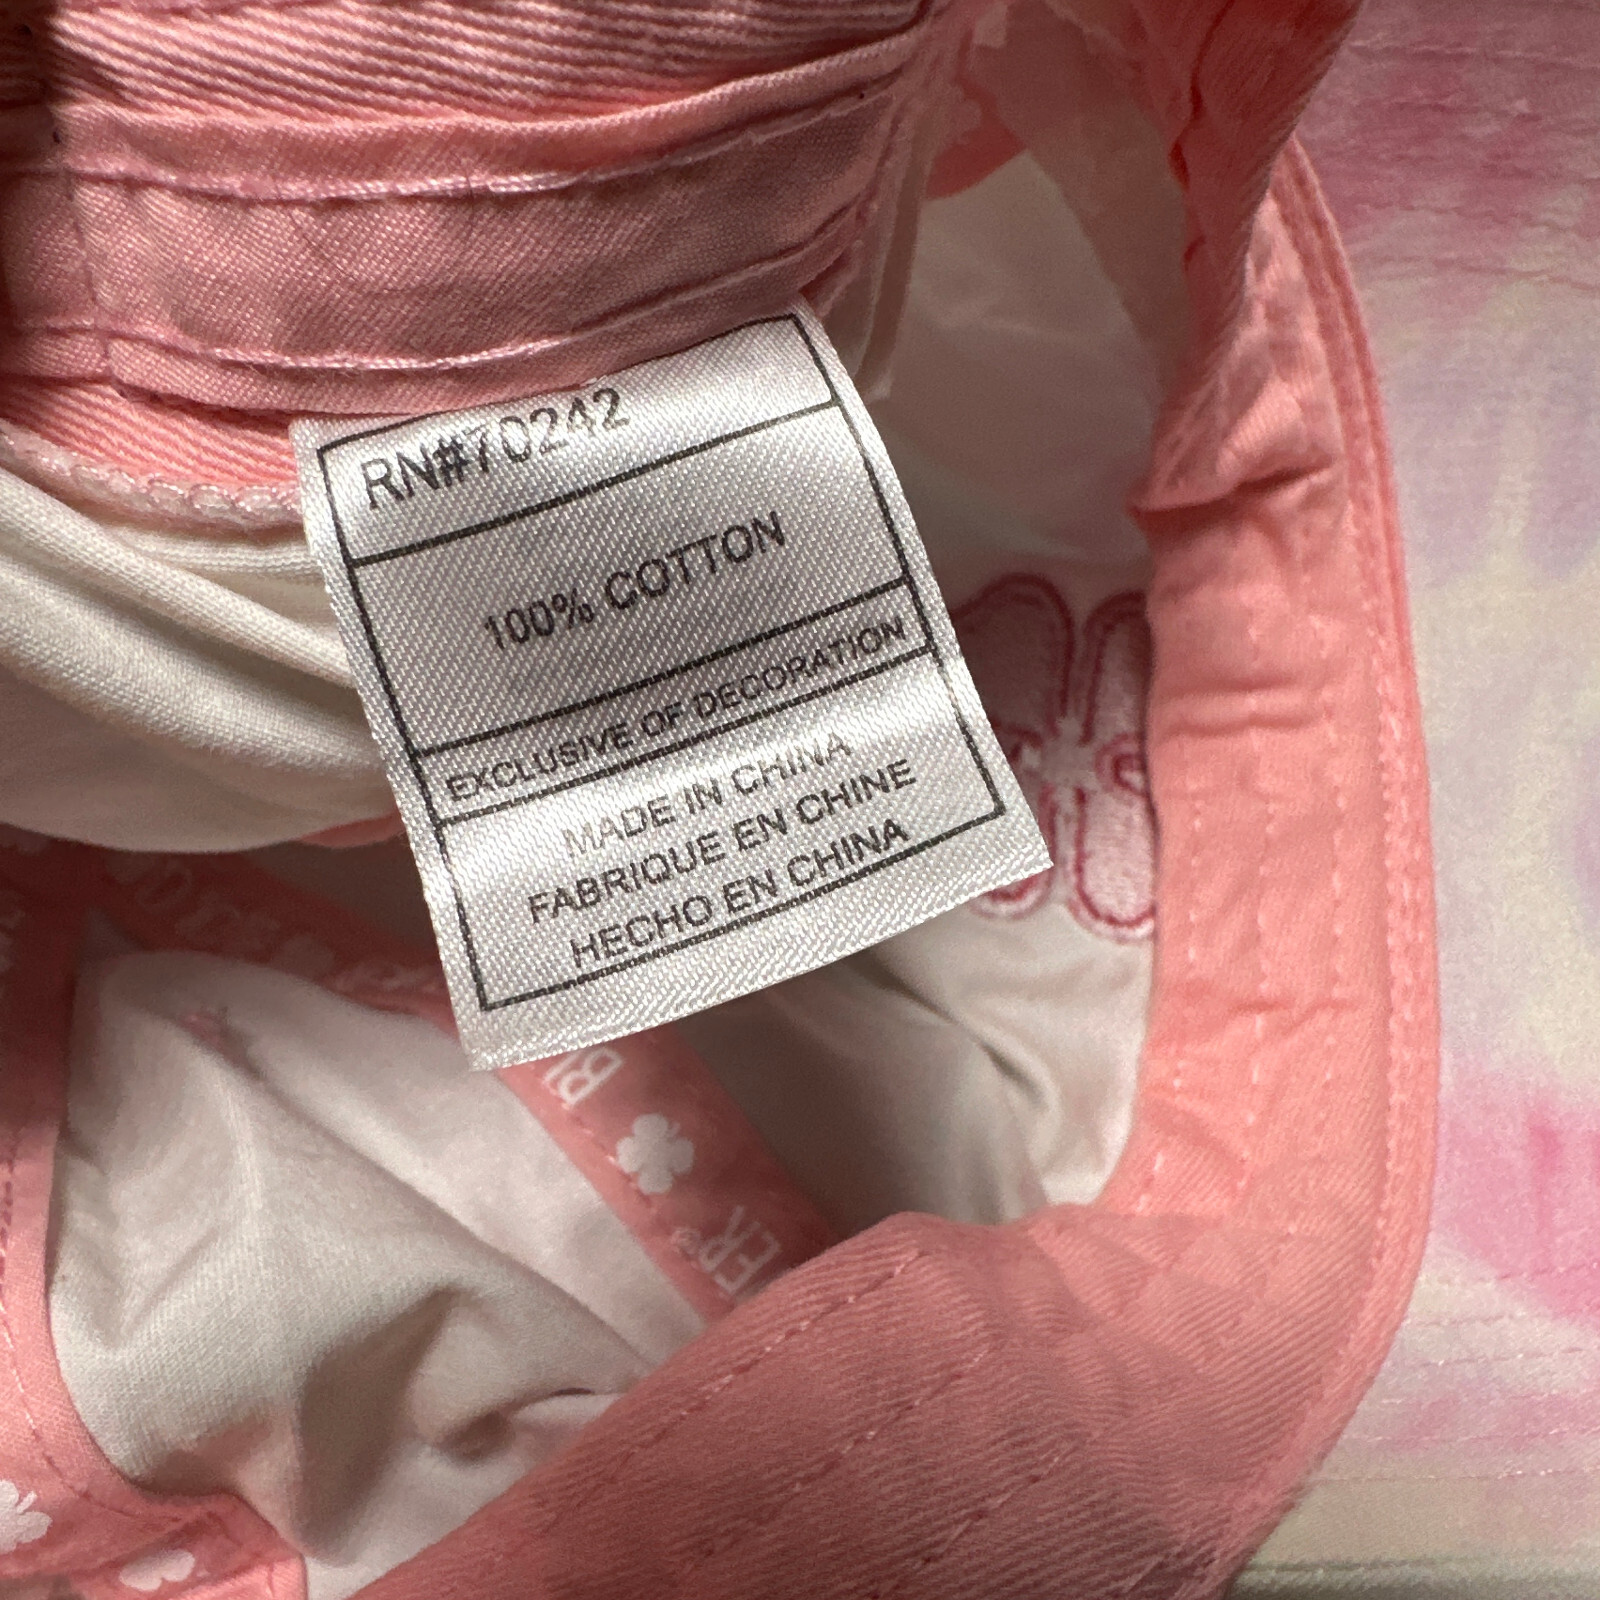 RN#70242
100% COTTON
EXCLUSIVE OF DECORATION
MADE IN CHINA
FABRIQUE EN CHINE
HECHO EN CHINA